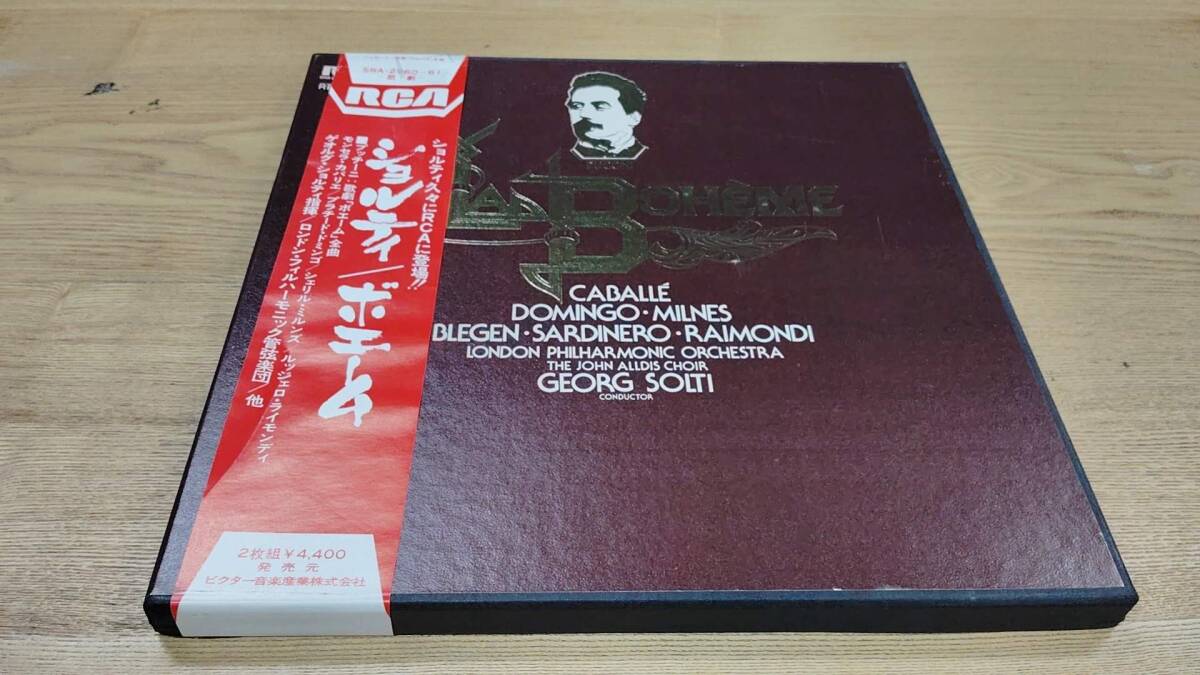 SRA-2960~61
歌・劇
RCA
ショルティ久々にRCAに登場!!
ショルティ/ボエーム
■プッチーニ：歌劇「ボエーム」全曲
モンセラ・カバリエ/プラチード・ドミンゴ/シェリル・ミルンズ/ルッジェロ・ライモンディ
ゲオルグ・ショルティ指揮/ロンドン・フィルハーモニック管弦楽団/他
2枚組¥4,400
発売元
ビクター音楽産業株式会社
LA BOHÈME
CABALLÉ
DOMINGO・MILNES
BLEGEN・SARDINERO・RAIMONDI
LONDON PHILHARMONIC ORCHESTRA
THE JOHN ALLDIS CHOIR
GEORG SOLTI
CONDUCTOR